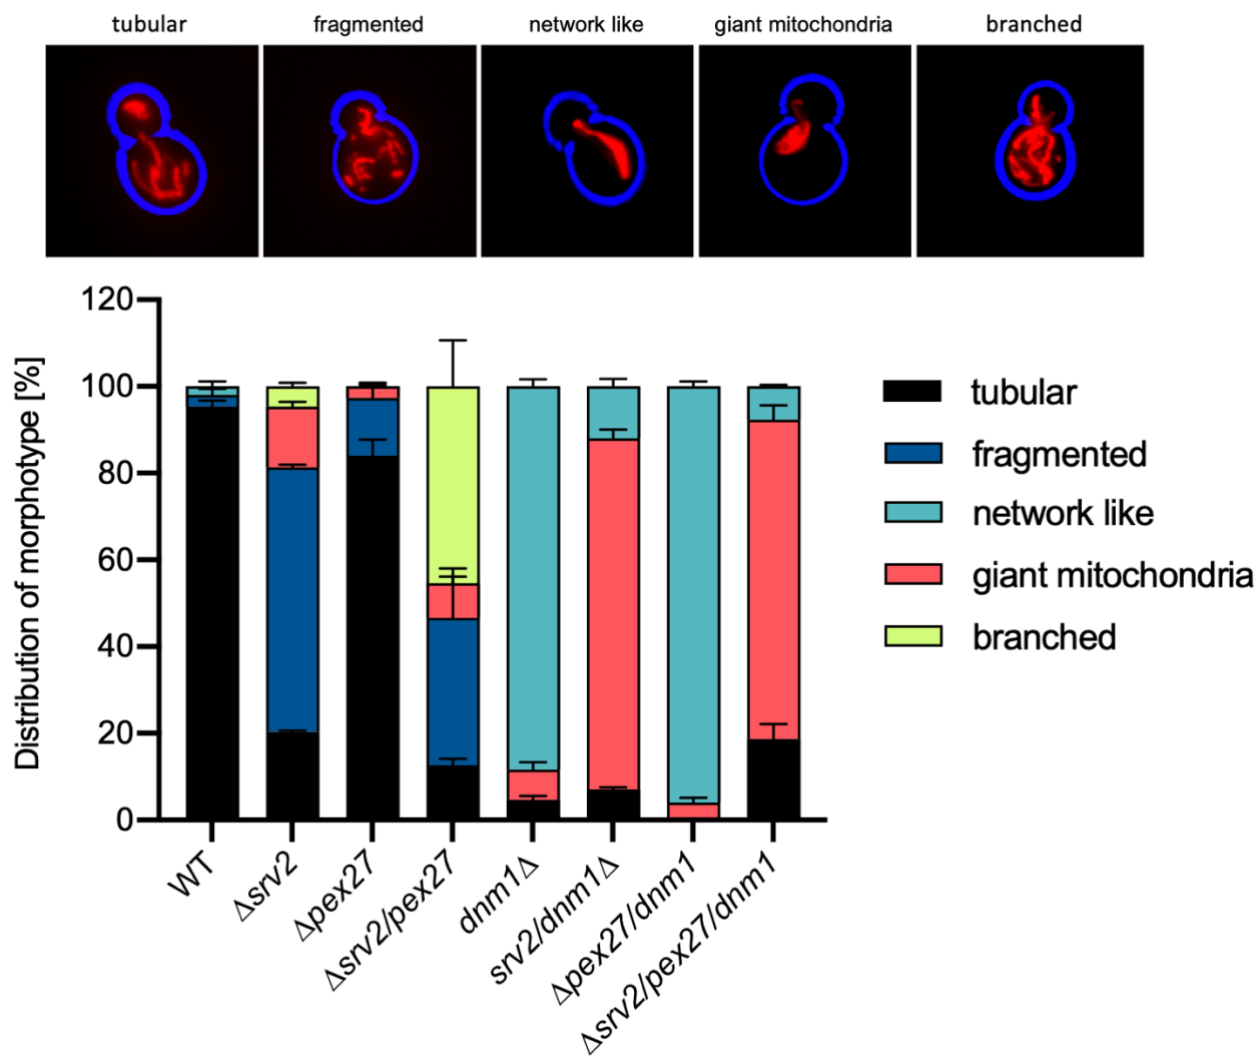 tubular
fragmented
network like
giant mitochondria
branched
Distribution of morphotype [%]
120
100
80
60
40
20
0
WT
Δsrv2
Δpex27
Δsrv2/pex27
dnm1Δ
srv2/dnm1Δ
Δpex27/dnm1
Δsrv2/pex27/dnm1
tubular
fragmented
network like
giant mitochondria
branched